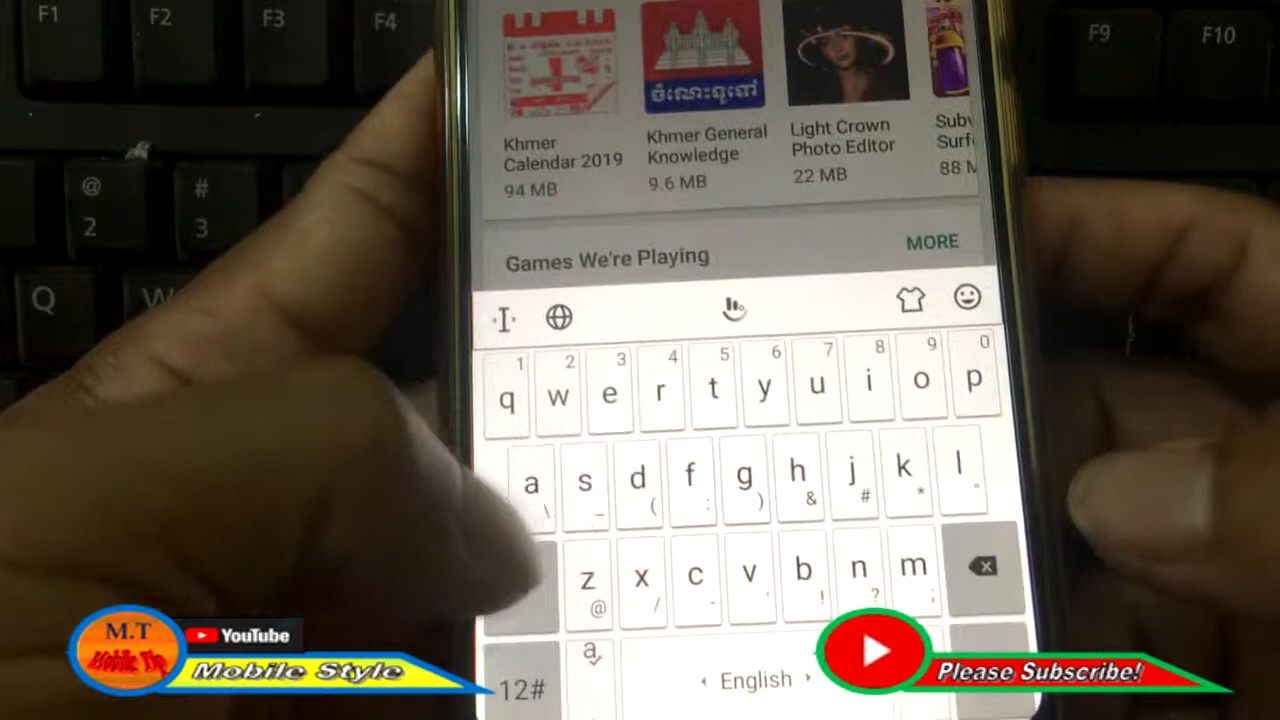 F1 F2 F3 F4 F9 F10
@ #
2 3
Q W
ចំណេះទូទៅ
Khmer Calendar 2019
94 MB
Khmer General Knowledge
9.6 MB
Light Crown Photo Editor
22 MB
Subw
Surf
88 M
Games We're Playing MORE
1 2 3 4 5 6 7 8 9 0
q w e r t y u i o p
a s d f g h j k l
\ _ ( : ) & # * "
z x c v b n m
@ / - ' ! ? ;
12# a English
M.T
Mobile Tip
YouTube
Mobile Style
Please Subscribe!